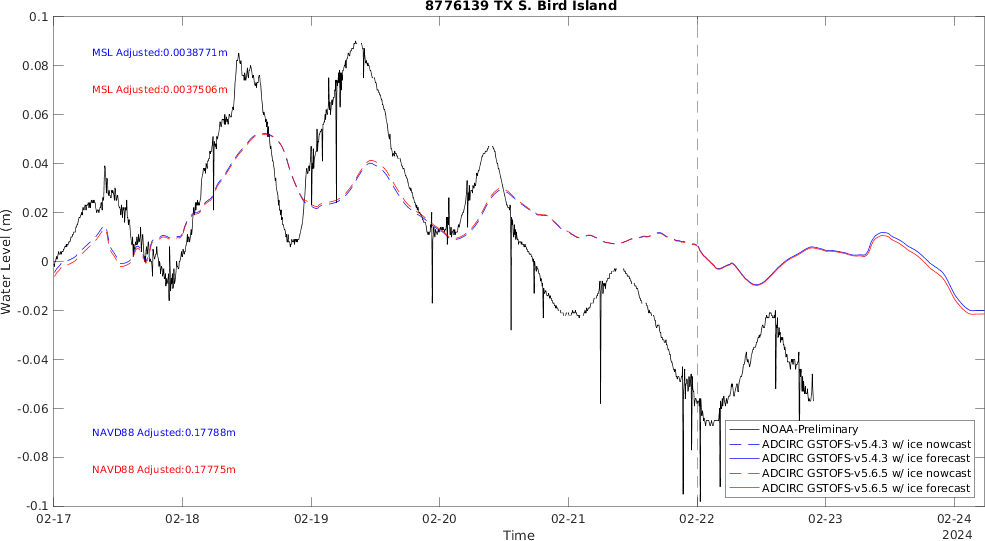 8776139 TX S. Bird Island
MSL Adjusted:0.0038771m
MSL Adjusted:0.0037506m
NAVD88 Adjusted:0.17788m
NAVD88 Adjusted:0.17775m
Water Level (m)
0.1
0.08
0.06
0.04
0.02
0
-0.02
-0.04
-0.06
-0.08
-0.1
NOAA-Preliminary
ADCIRC GSTOFS-v5.4.3 w/ ice nowcast
ADCIRC GSTOFS-v5.4.3 w/ ice forecast
ADCIRC GSTOFS-v5.6.5 w/ ice nowcast
ADCIRC GSTOFS-v5.6.5 w/ ice forecast
02-17 02-18 02-19 02-20 02-21 02-22 02-23 02-24
2024
Time